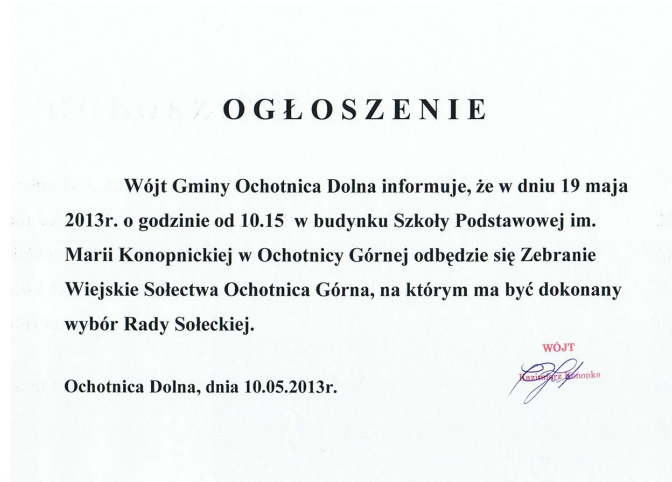 OGŁOSZENIE
Wójt Gminy Ochotnica Dolna informuje, że w dniu 19 maja
2013r. o godzinie od 10.15 w budynku Szkoły Podstawowej im.
Marii Konopnickiej w Ochotnicy Górnej odbędzie się Zebranie
Wiejskie Sołectwa Ochotnica Górna, na którym ma być dokonany
wybór Rady Sołeckiej.
WÓJT
Kazimierz Konopka
Ochotnica Dolna, dnia 10.05.2013r.